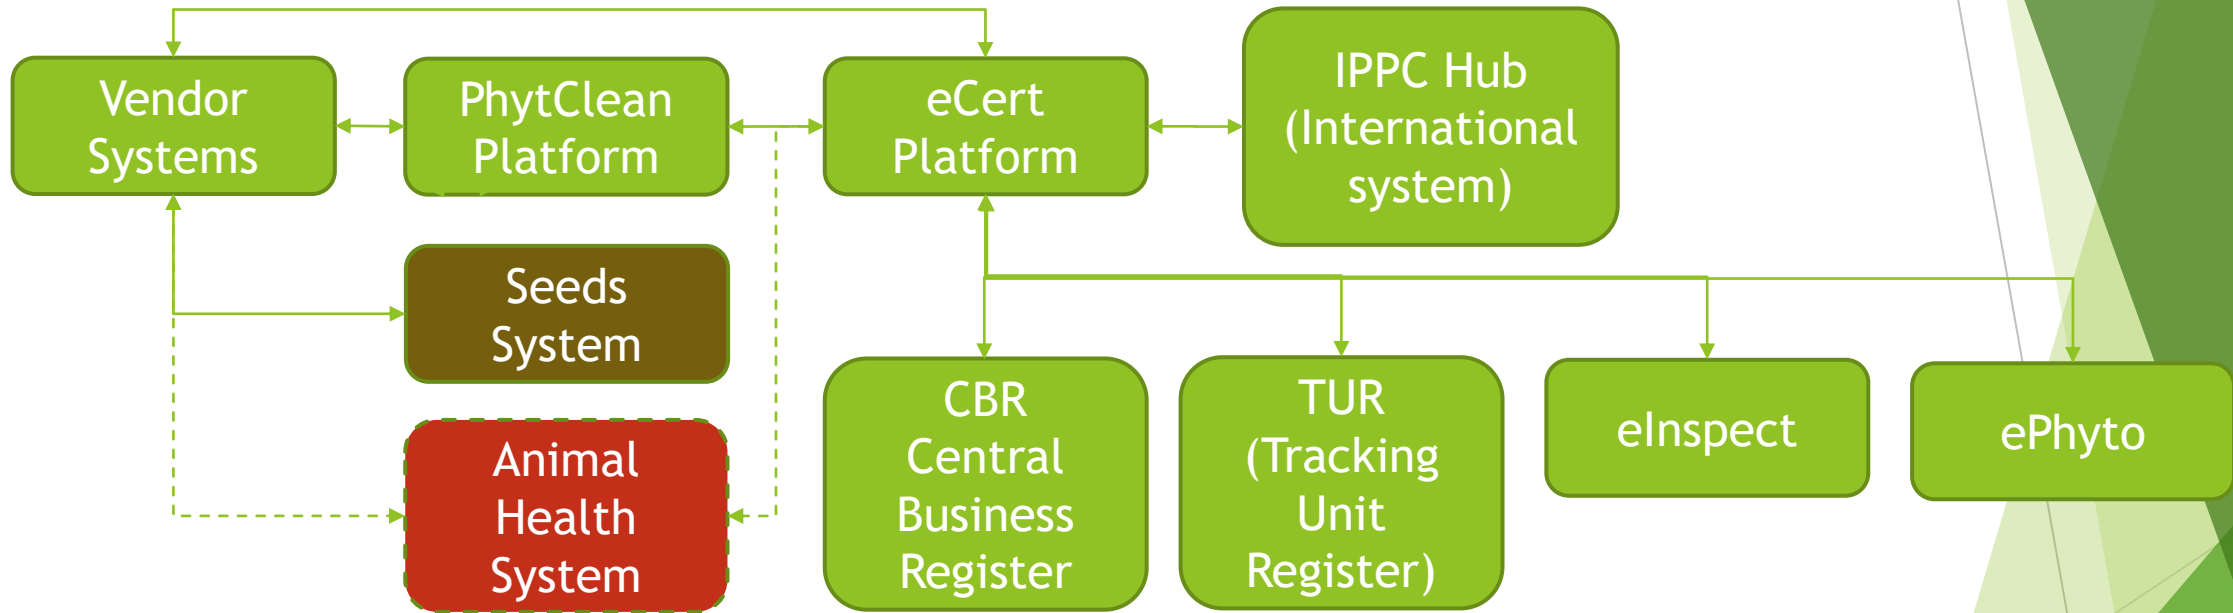 Vendor
Systems
PhytClean
Platform
eCert
Platform
IPPC Hub
(International
system)
Seeds
System
Animal
Health
System
CBR
Central
Business
Register
TUR
(Tracking
Unit
Register)
eInspect
ePhyto